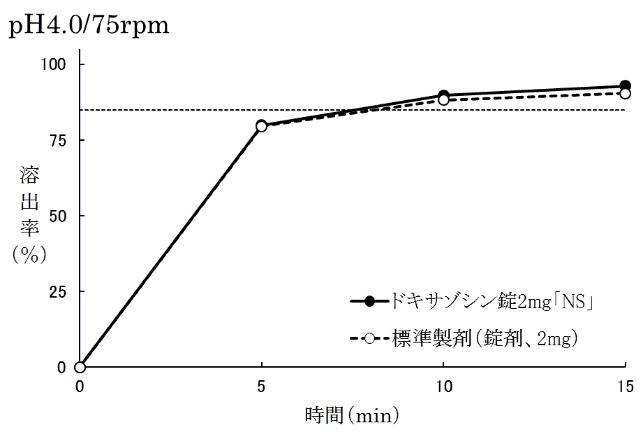 pH4.0/75rpm
100
75
50
25
0
溶出率(%)
ドキサゾシン錠2mg「NS」
標準製剤(錠剤、2mg)
0 5 10 15
時間(min)